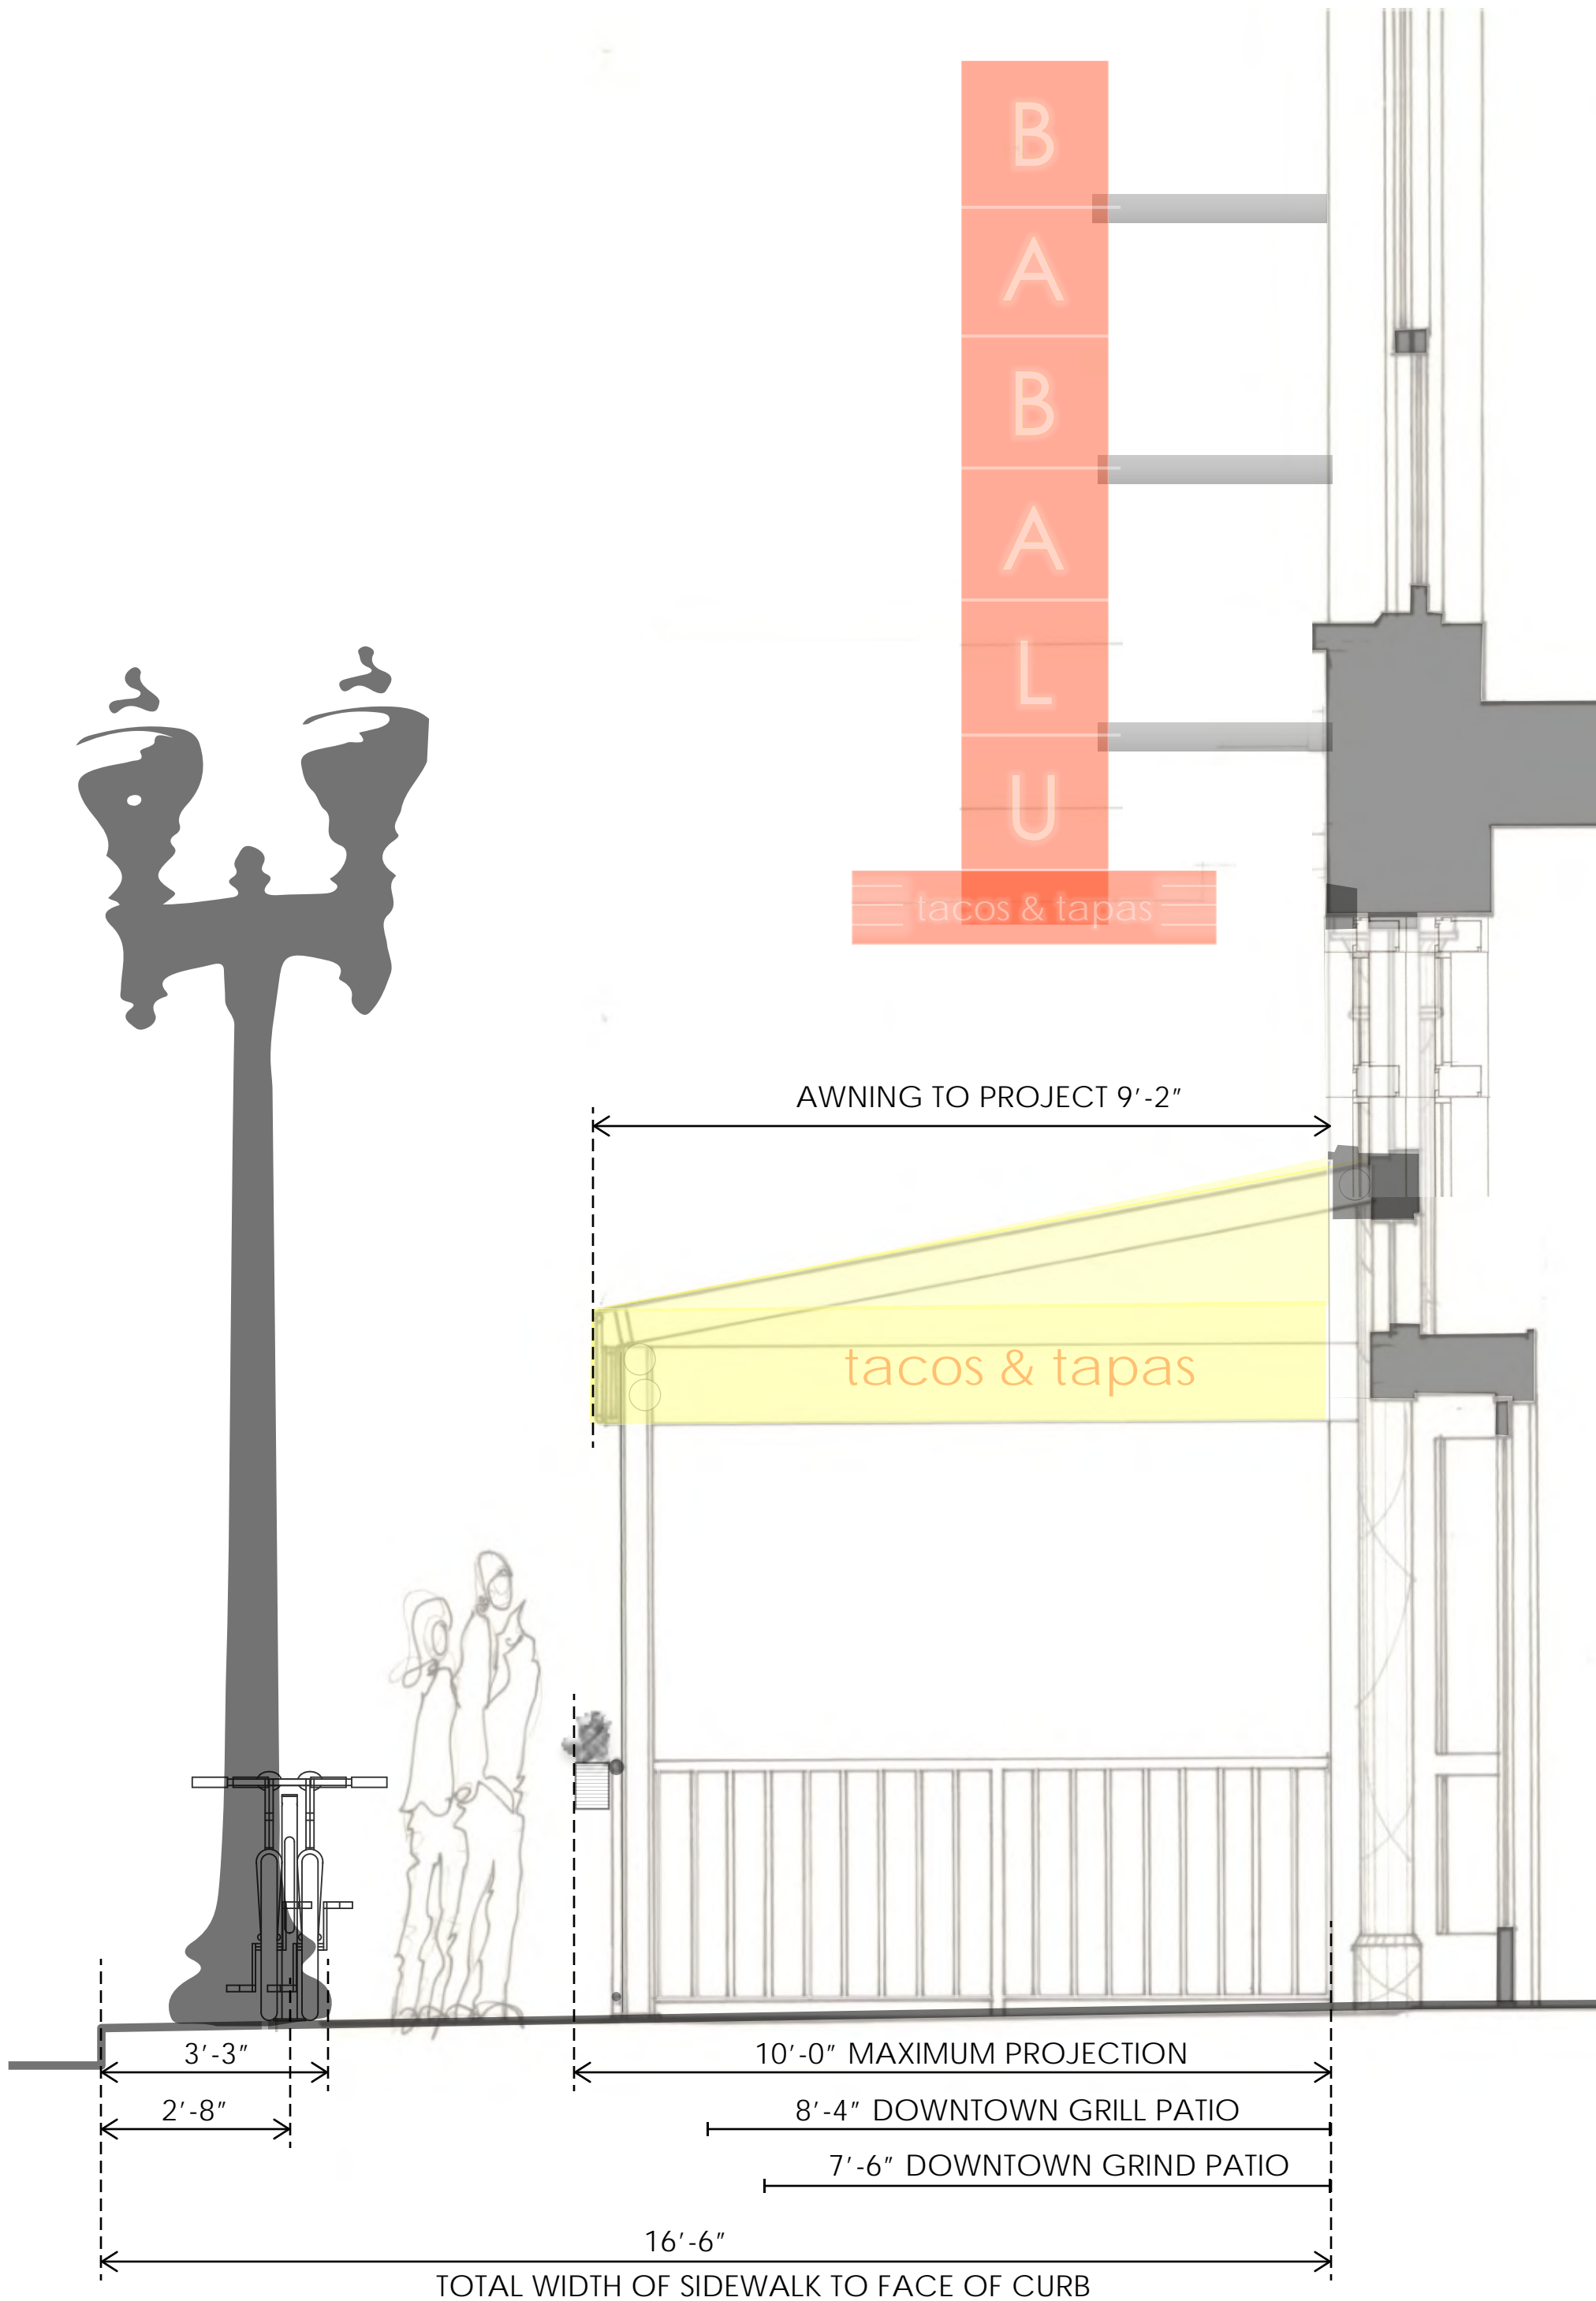 B
A
B
A
L
U
tacos & tapas
AWNING TO PROJECT 9'-2"
tacos & tapas
3'-3"
10'-0" MAXIMUM PROJECTION
2'-8"
8'-4" DOWNTOWN GRILL PATIO
7'-6" DOWNTOWN GRIND PATIO
16'-6"
TOTAL WIDTH OF SIDEWALK TO FACE OF CURB